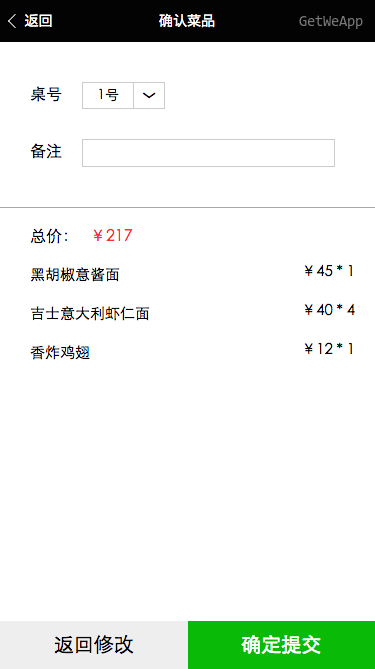 返回 确认菜品 GetWeApp
桌号 1号
备注
总价： ￥217
黑胡椒意酱面 ￥45 * 1
吉士意大利虾仁面 ￥40 * 4
香炸鸡翅 ￥12 * 1
返回修改 确定提交